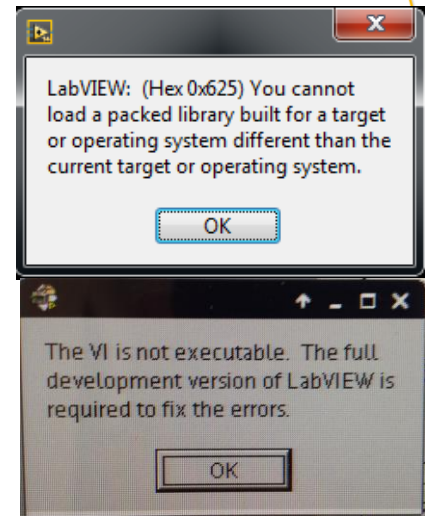 LabVIEW:  (Hex 0x625) You cannot
load a packed library built for a target
or operating system different than the
current target or operating system.
OK
The VI is not executable.  The full
development version of LabVIEW is
required to fix the errors.
OK